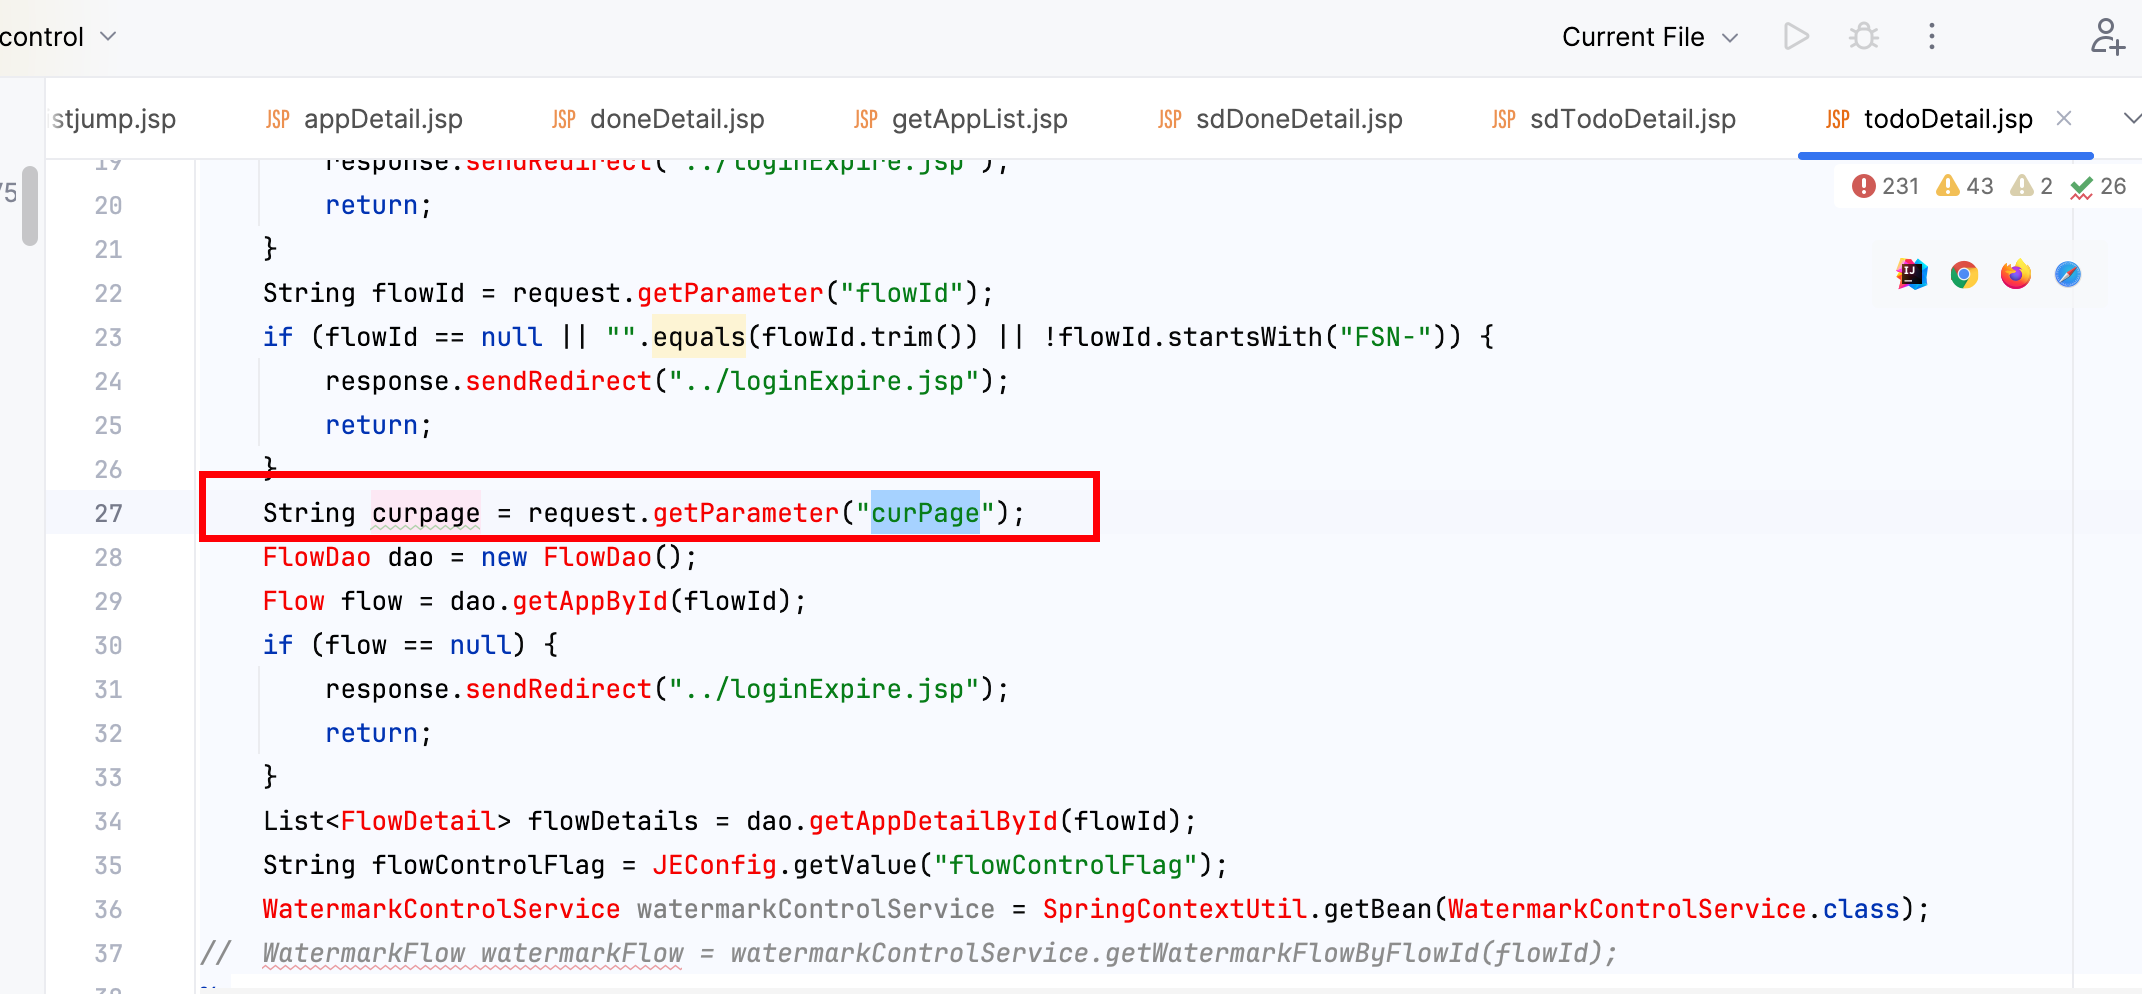 control
Current File
stjump.jsp
JSP appDetail.jsp
JSP doneDetail.jsp
JSP getAppList.jsp
JSP sdDoneDetail.jsp
JSP sdTodoDetail.jsp
JSP todoDetail.jsp
231 43 2 26
/5
19 response.sendRedirect("../loginExpire.jsp");
20 return;
21 }
22 String flowId = request.getParameter("flowId");
23 if (flowId == null || "".equals(flowId.trim()) || !flowId.startsWith("FSN-")) {
24 response.sendRedirect("../loginExpire.jsp");
25 return;
26 }
27 String curpage = request.getParameter("curPage");
28 FlowDao dao = new FlowDao();
29 Flow flow = dao.getAppById(flowId);
30 if (flow == null) {
31 response.sendRedirect("../loginExpire.jsp");
32 return;
33 }
34 List<FlowDetail> flowDetails = dao.getAppDetailById(flowId);
35 String flowControlFlag = JEConfig.getValue("flowControlFlag");
36 WatermarkControlService watermarkControlService = SpringContextUtil.getBean(WatermarkControlService.class);
37 // WatermarkFlow watermarkFlow = watermarkControlService.getWatermarkFlowByFlowId(flowId);